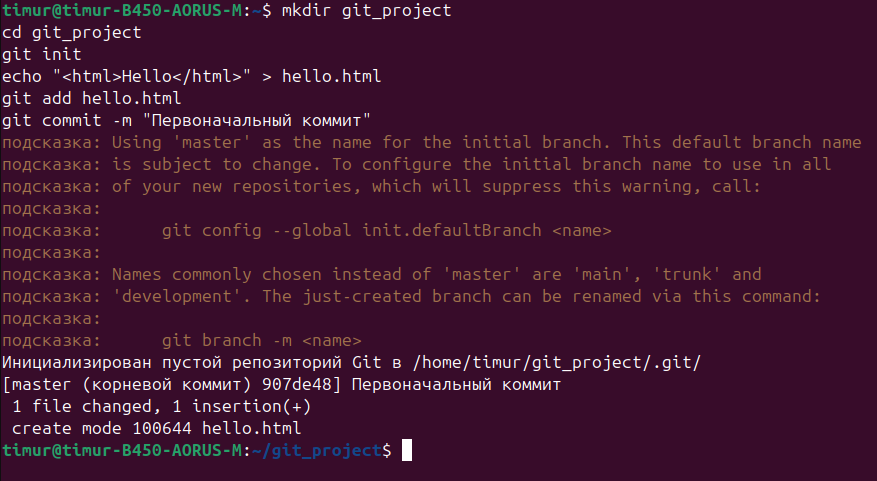 timur@timur-B450-AORUS-M:~$ mkdir git_project
cd git_project
git init
echo "<html>Hello</html>" > hello.html
git add hello.html
git commit -m "Первоначальный коммит"
подсказка: Using 'master' as the name for the initial branch. This default branch name
подсказка: is subject to change. To configure the initial branch name to use in all
подсказка: of your new repositories, which will suppress this warning, call:
подсказка:
подсказка:      git config --global init.defaultBranch <name>
подсказка:
подсказка: Names commonly chosen instead of 'master' are 'main', 'trunk' and
подсказка: 'development'. The just-created branch can be renamed via this command:
подсказка:
подсказка:      git branch -m <name>
Инициализирован пустой репозиторий Git в /home/timur/git_project/.git/
[master (корневой коммит) 907de48] Первоначальный коммит
 1 file changed, 1 insertion(+)
 create mode 100644 hello.html
timur@timur-B450-AORUS-M:~/git_project$